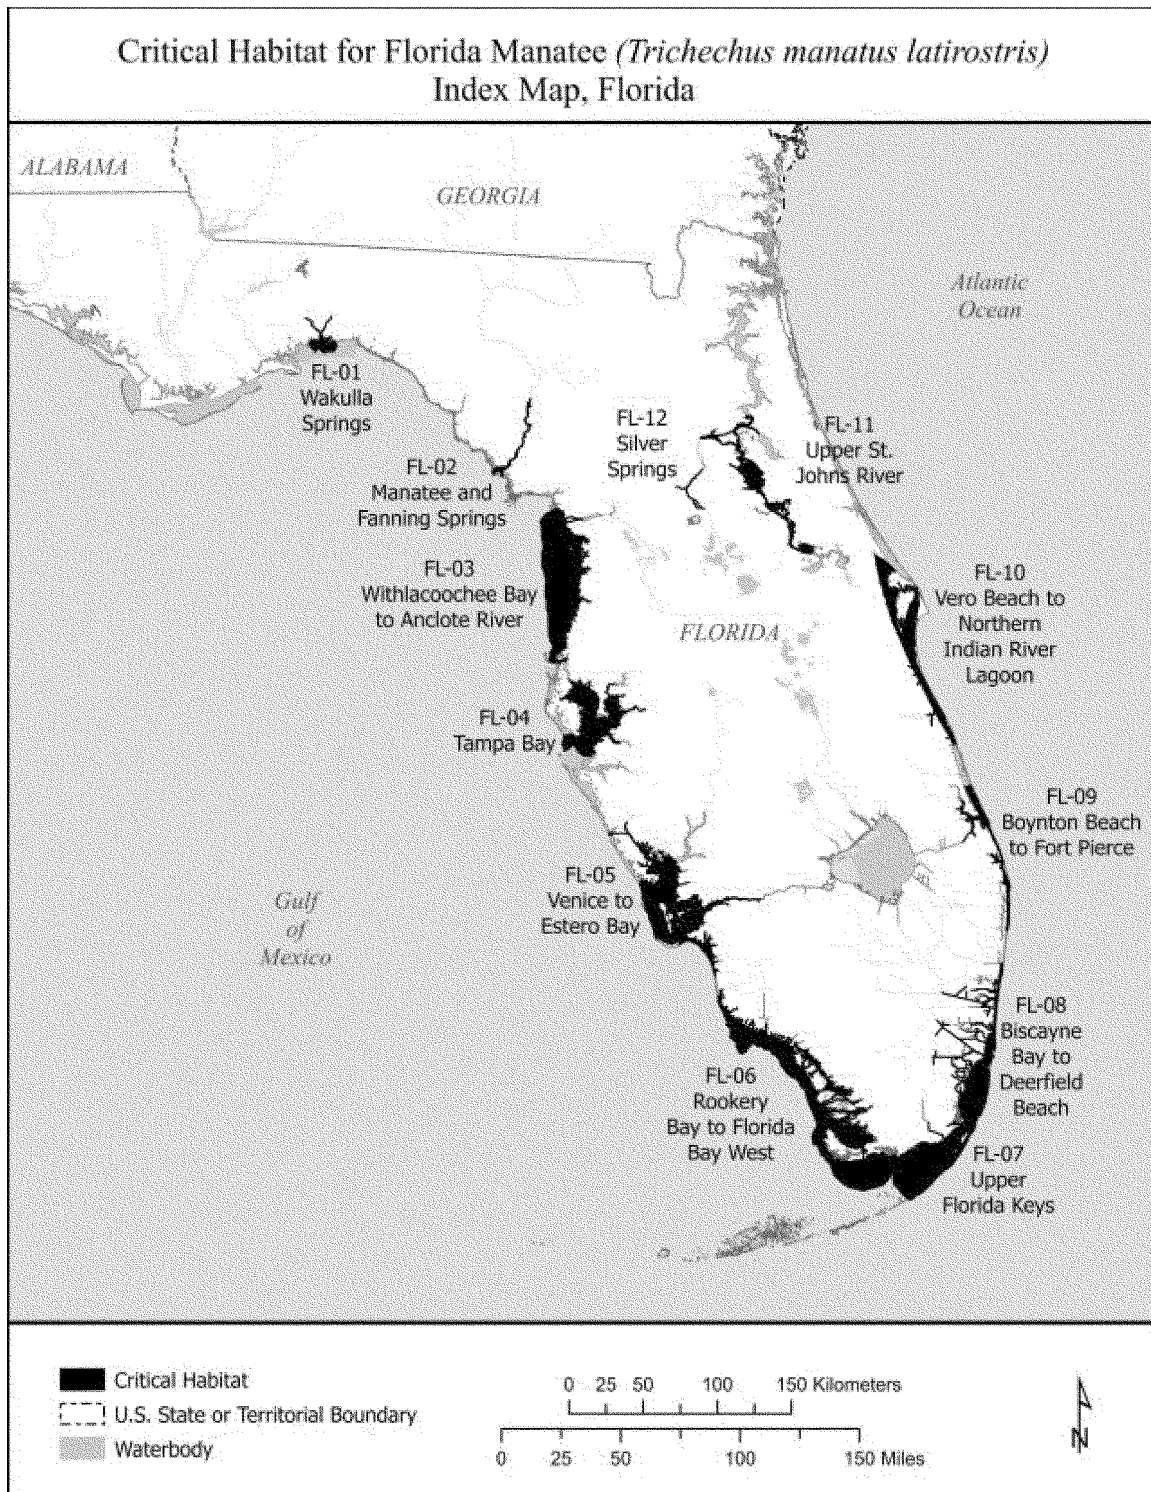 Critical Habitat for Florida Manatee (Trichechus manatus latirostris)
Index Map, Florida
ALABAMA
GEORGIA
Atlantic
Ocean
FL-01
Wakulla
Springs
FL-02
Manatee and
Fanning Springs
FL-12
Silver
Springs
FL-11
Upper St.
Johns River
FL-03
Withlacoochee Bay
to Anclote River
FLORIDA
FL-10
Vero Beach to
Northern
Indian River
Lagoon
FL-04
Tampa Bay
FL-09
Boynton Beach
to Fort Pierce
FL-05
Venice to
Estero Bay
Gulf
of
Mexico
FL-08
Biscayne
Bay to
Deerfield
Beach
FL-06
Rookery
Bay to Florida
Bay West
FL-07
Upper
Florida Keys
Critical Habitat
U.S. State or Territorial Boundary
Waterbody
0 25 50 100 150 Kilometers
0 25 50 100 150 Miles
N